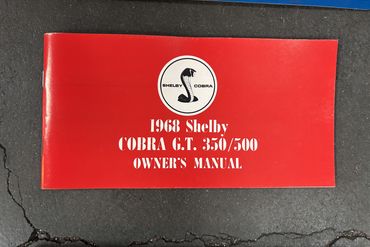 SHELBY COBRA
1968 Shelby
COBRA G.T. 350/500
OWNER'S MANUAL